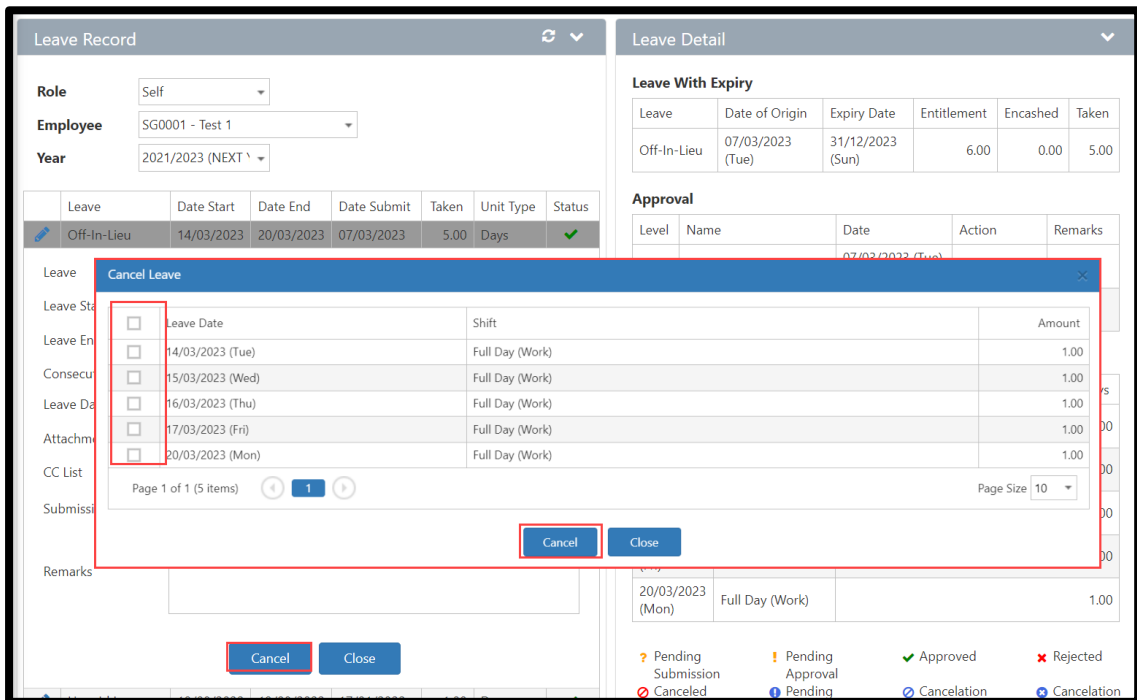 Leave Record
Role Self
Employee SG0001 - Test 1
Year 2021/2023 (NEXT
Leave Date Start Date End Date Submit Taken Unit Type Status
Off-In-Lieu 14/03/2023 20/03/2023 07/03/2023 5.00 Days
Leave
Leave Sta
Leave En
Consecu
Leave Da
Attachm
CC List
Submissi
Remarks
Cancel Leave
Leave Date Shift Amount
14/03/2023 (Tue) Full Day (Work) 1.00
15/03/2023 (Wed) Full Day (Work) 1.00
16/03/2023 (Thu) Full Day (Work) 1.00
17/03/2023 (Fri) Full Day (Work) 1.00
20/03/2023 (Mon) Full Day (Work) 1.00
Page 1 of 1 (5 items) 1 Page Size 10
Cancel Close
Cancel Close
Leave Detail
Leave With Expiry
Leave Date of Origin Expiry Date Entitlement Encashed Taken
Off-In-Lieu 07/03/2023 (Tue) 31/12/2023 (Sun) 6.00 0.00 5.00
Approval
Level Name Date Action Remarks
07/03/2023 (Tue)
20/03/2023 (Mon) Full Day (Work) 1.00
? Pending Submission
! Pending Approval
Approved
Rejected
Canceled
Pending
Cancelation
Cancelation